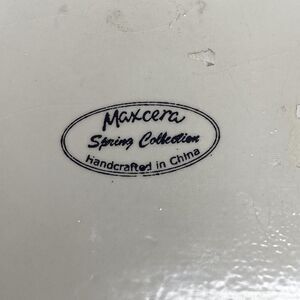 Maxcera
Spring Collection
Handcrafted in China